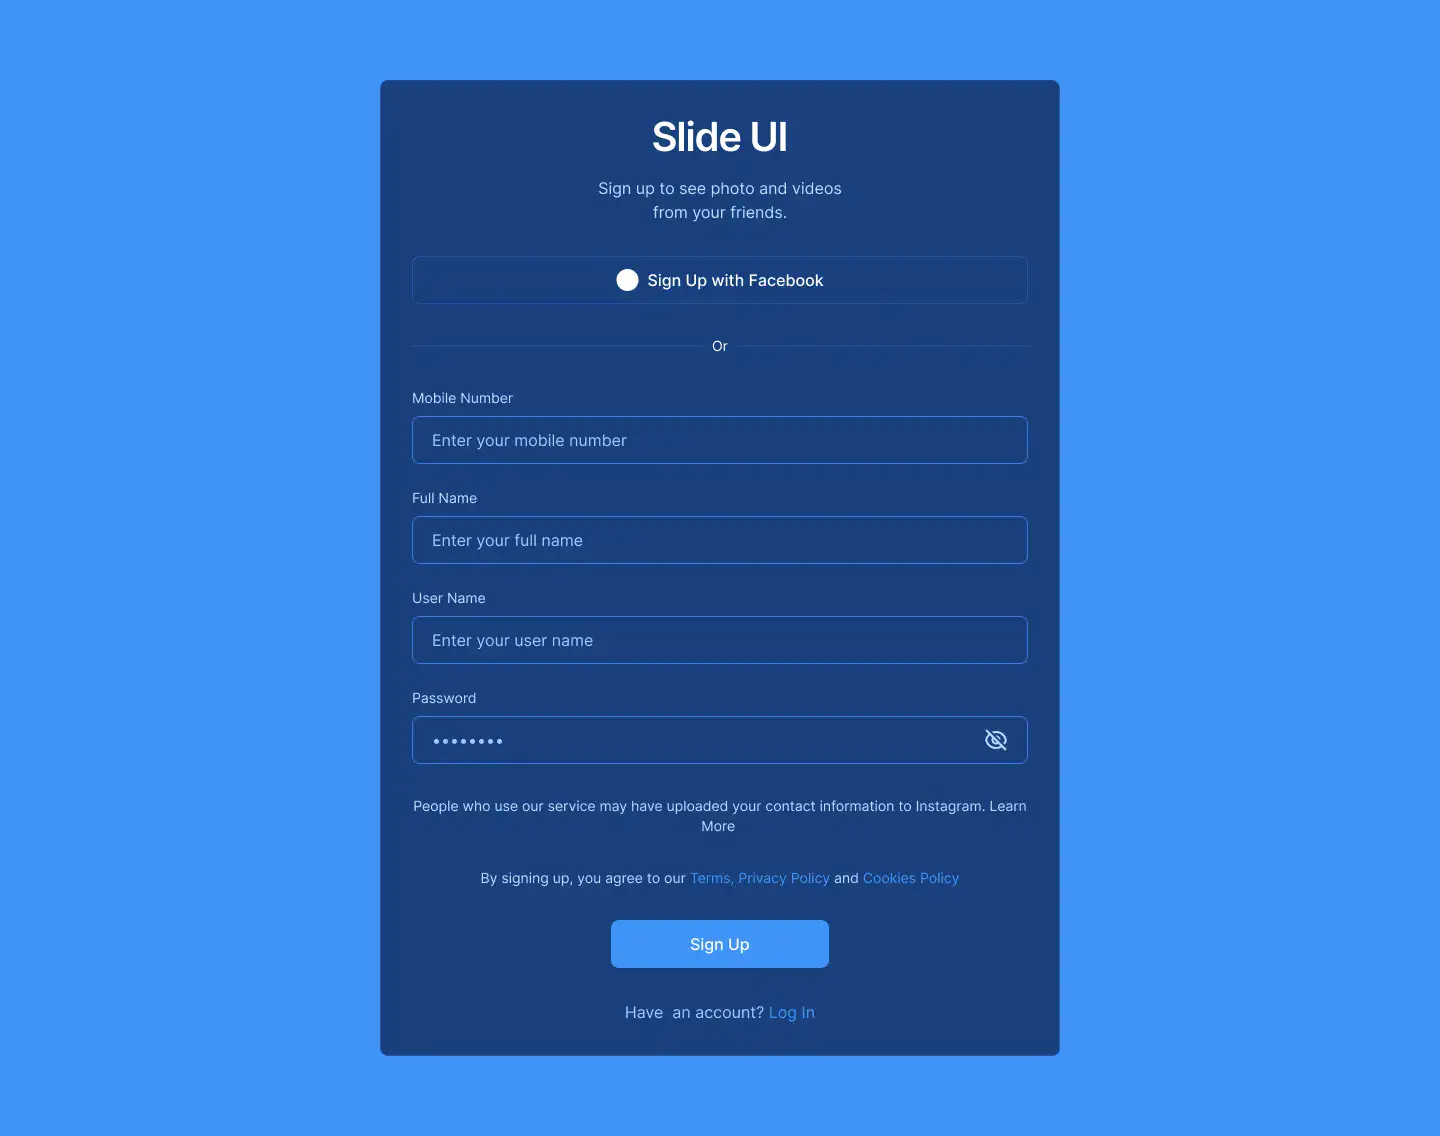 Slide UI
Sign up to see photo and videos
from your friends.
Sign Up with Facebook
Or
Mobile Number
Enter your mobile number
Full Name
Enter your full name
User Name
Enter your user name
Password
••••••••
People who use our service may have uploaded your contact information to Instagram. Learn
More
By signing up, you agree to our Terms, Privacy Policy and Cookies Policy
Sign Up
Have  an account? Log In